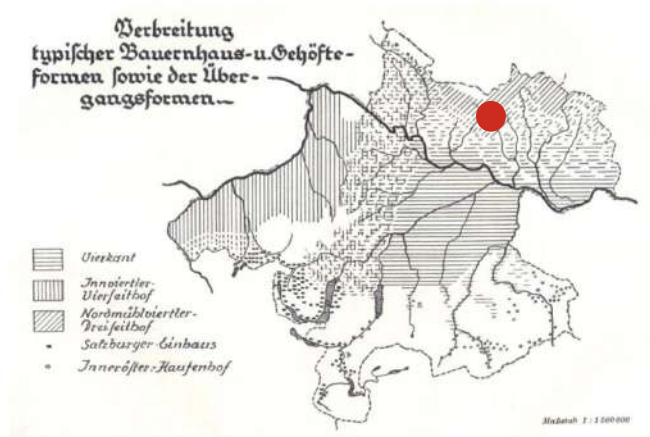 Verbreitung
typischer Bauernhaus-u.Gehöfte-
formen sowie der Über-
gangsformen
Vierkant
Innviertler-
Vierseithof
Nordmühlviertler-
Dreiseithof
Salzburger-Einhaus
Inneröster.-Haufenhof
Maßstab 1:1500000